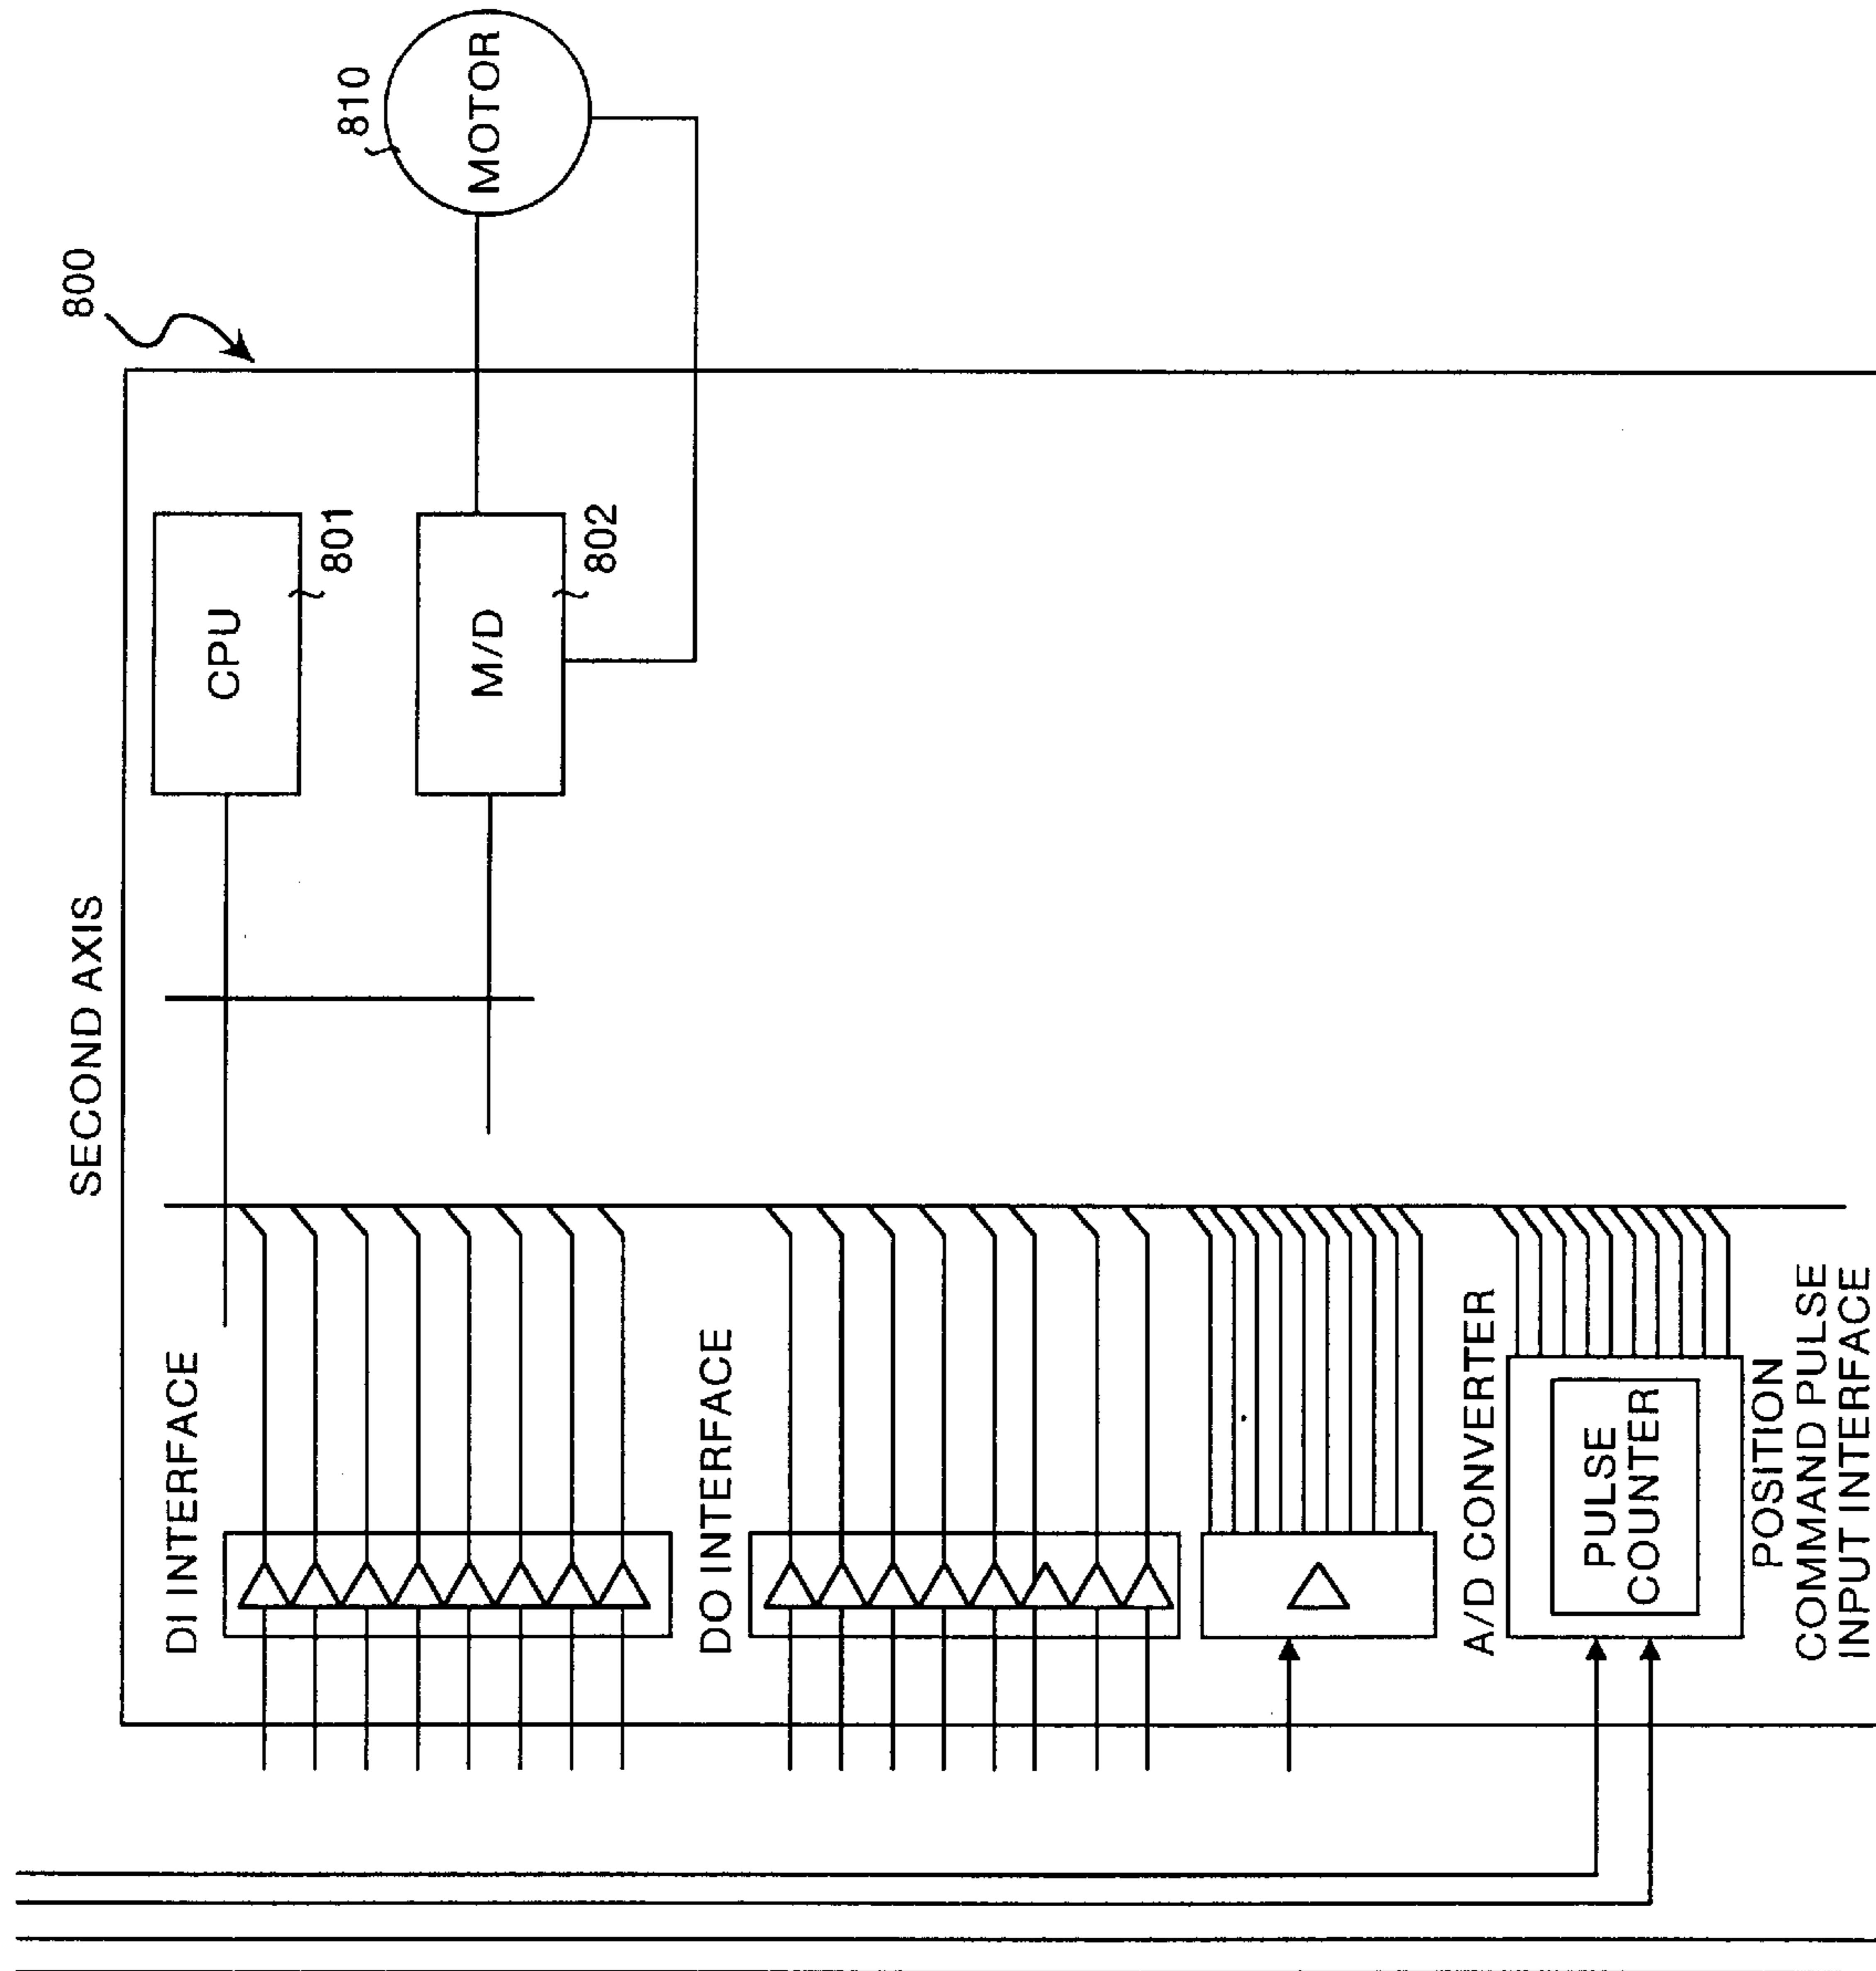 SECOND AXIS
800
CPU
801
M/D
802
810
MOTOR
DI INTERFACE
DO INTERFACE
A/D CONVERTER
PULSE
COUNTER
POSITION
COMMAND PULSE
INPUT INTERFACE